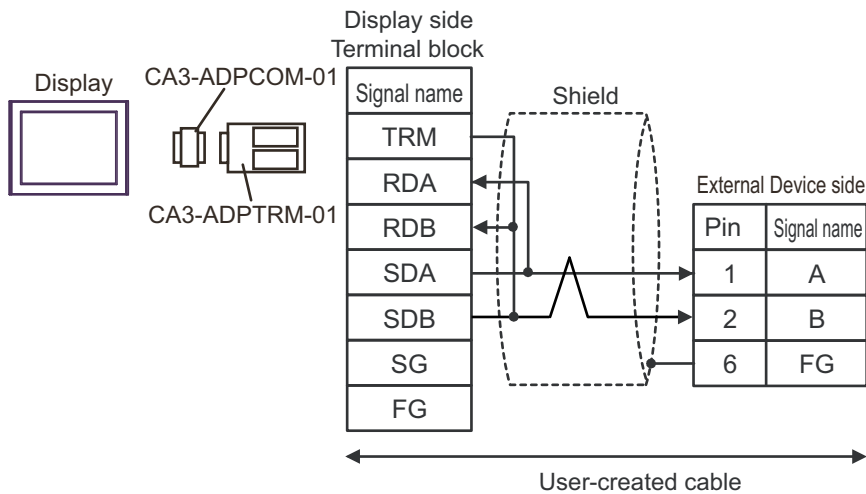 Display side
Terminal block
Display
CA3-ADPCOM-01
CA3-ADPTRM-01
Signal name
TRM
RDA
RDB
SDA
SDB
SG
FG
Shield
External Device side
Pin Signal name
1 A
2 B
6 FG
User-created cable